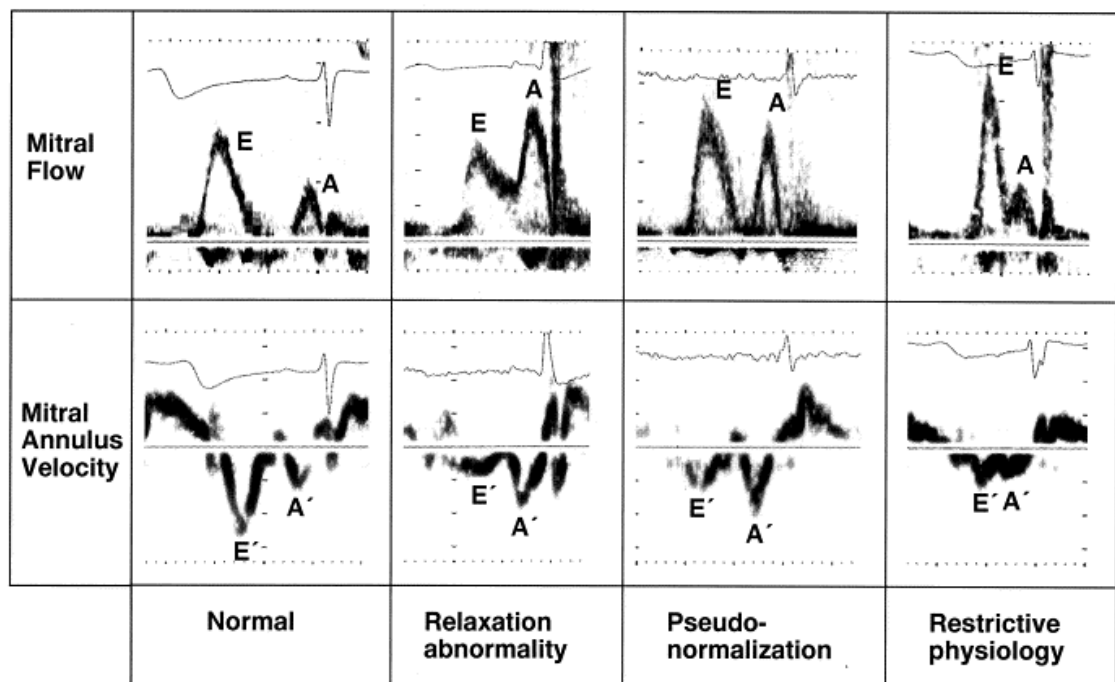 Mitral
Flow
E
A
E
A
E
A
E
A
Mitral
Annulus
Velocity
E´
A´
E´
A´
E´
A´
E´
A´
Normal
Relaxation
abnormality
Pseudo-
normalization
Restrictive
physiology